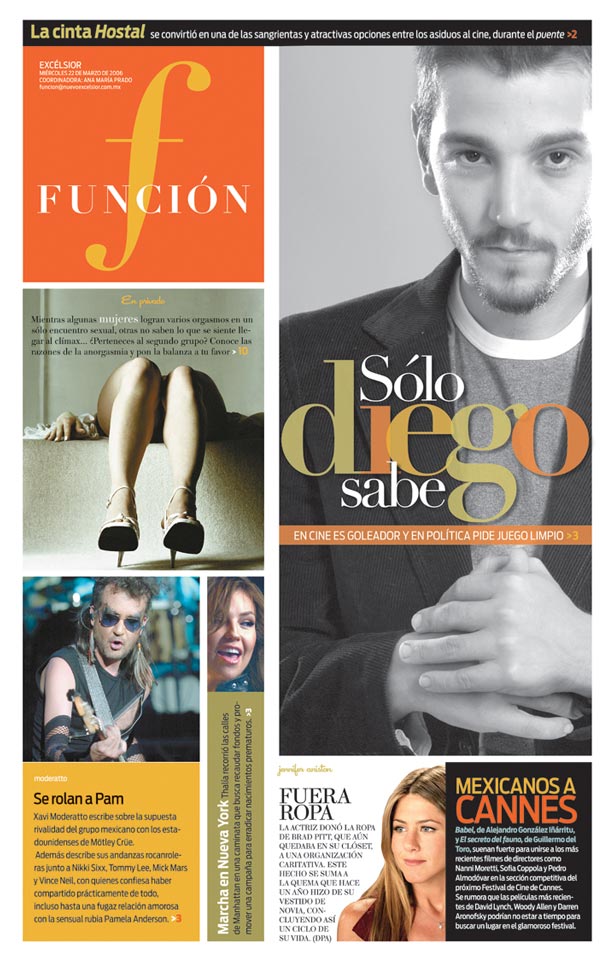 La cinta Hostal se convirtió en una de las sangrientas y atractivas opciones entre los asiduos al cine, durante el puente >2
EXCÉLSIOR
MIÉRCOLES 22 DE MARZO DE 2006
COORDINADORA: ANA MARÍA PRADO
funcion@nuevoexcelsior.com.mx
f
FUNCIÓN
En privado
Mientras algunas mujeres logran varios orgasmos en un
sólo encuentro sexual, otras no saben lo que se siente lle-
gar al clímax... ¿Perteneces al segundo grupo? Conoce las
razones de la anorgasmia y pon la balanza a tu favor >10
Sólo
diego
sabe
EN CINE ES GOLEADOR Y EN POLÍTICA PIDE JUEGO LIMPIO >3
moderatto
Se rolan a Pam
Xavi Moderatto escribe sobre la supuesta
rivalidad del grupo mexicano con los esta-
dounidenses de Mötley Crüe.
Además describe sus andanzas rocanrole-
ras junto a Nikki Sixx, Tommy Lee, Mick Mars
y Vince Neil, con quienes confiesa haber
compartido prácticamente de todo,
incluso hasta una fugaz relación amorosa
con la sensual rubia Pamela Anderson. >3
Marcha en Nueva York Thalía recorrió las calles
de Manhattan en una caminata que busca recaudar fondos y pro-
mover una campaña para erradicar nacimientos prematuros. >3
jennifer aniston
FUERA
ROPA
LA ACTRIZ DONÓ LA ROPA
DE BRAD PITT, QUE AÚN
QUEDABA EN SU CLÓSET,
A UNA ORGANIZACIÓN
CARITATIVA. ESTE
HECHO SE SUMA A
LA QUEMA QUE HACE
UN AÑO HIZO DE SU
VESTIDO DE
NOVIA, CON-
CLUYENDO ASÍ
UN CICLO DE
SU VIDA. (DPA)
MEXICANOS A
CANNES
Babel, de Alejandro González Iñárritu,
y El secreto del fauno, de Guillermo del
Toro, suenan fuerte para unirse a los más
recientes filmes de directores como
Nanni Moretti, Sofia Coppola y Pedro
Almodóvar en la sección competitiva del
próximo Festival de Cine de Cannes.
Se rumora que las películas más recien-
tes de David Lynch, Woody Allen y Darren
Aronofsky podrían no estar a tiempo para
buscar un lugar en el glamoroso festival.